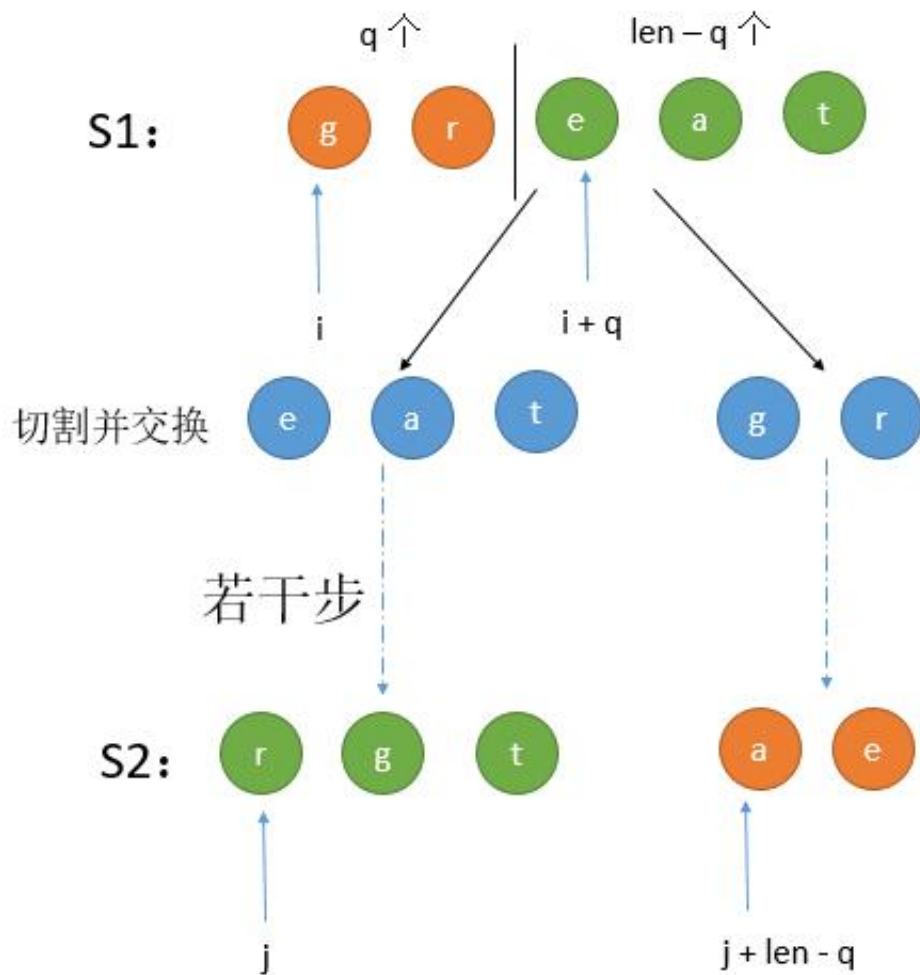 q 个 len – q 个
S1： g r e a t
i i + q
切割并交换 e a t g r
若干步
S2： r g t a e
j j + len - q